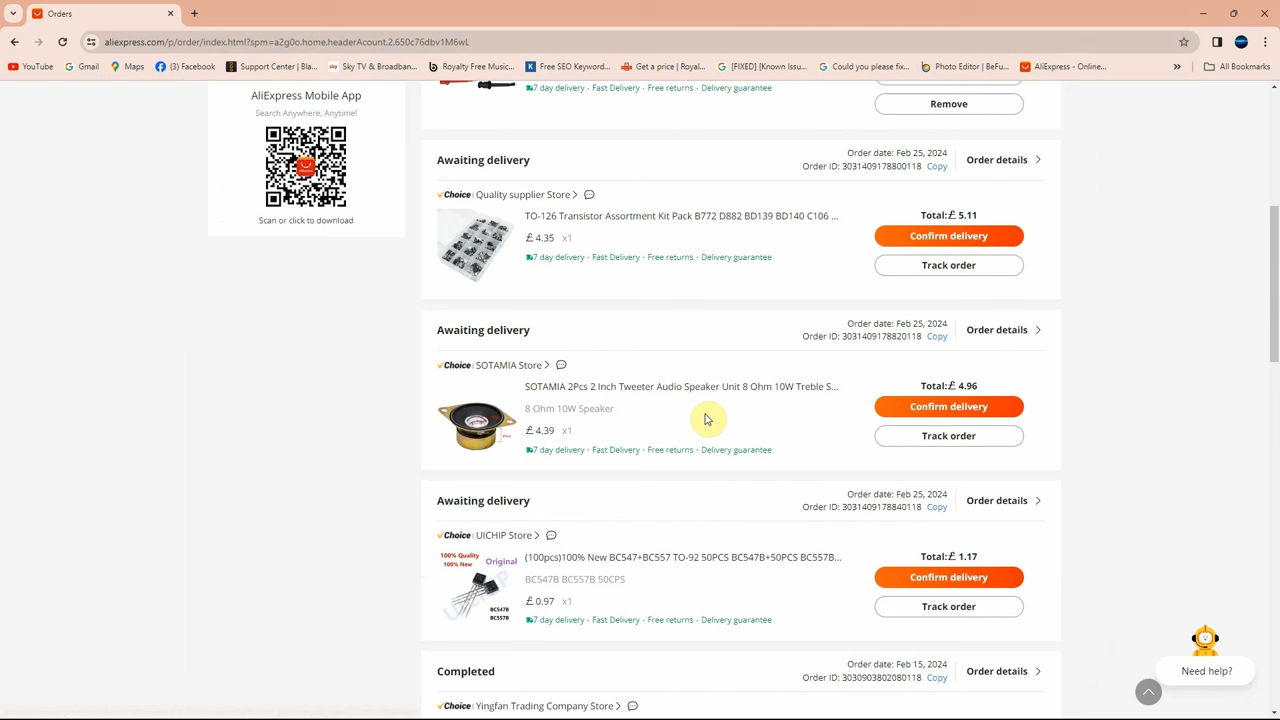 Orders
aliexpress.com/p/order/index.html?spm=a2g0o.home.headerAcount.2.650c76dbv1M6wL
YouTube
Gmail
Maps
(3) Facebook
Support Center | Bla...
Sky TV & Broadban...
Royalty Free Music...
Free SEO Keyword...
Get a price | Royal...
[FIXED] [Known Issu...
Could you please fix...
Photo Editor | BeFu...
AliExpress - Online...
All Bookmarks
AliExpress Mobile App
Search Anywhere, Anytime!
Scan or click to download
7 day delivery · Fast Delivery · Free returns · Delivery guarantee
Remove
Awaiting delivery
Order date: Feb 25, 2024
Order ID: 3031409178800118 Copy
Order details
Choice Quality supplier Store
TO-126 Transistor Assortment Kit Pack B772 D882 BD139 BD140 C106 ...
£ 4.35 x1
7 day delivery · Fast Delivery · Free returns · Delivery guarantee
Total:£ 5.11
Confirm delivery
Track order
Awaiting delivery
Order date: Feb 25, 2024
Order ID: 3031409178820118 Copy
Order details
Choice SOTAMIA Store
SOTAMIA 2Pcs 2 Inch Tweeter Audio Speaker Unit 8 Ohm 10W Treble S...
8 Ohm 10W Speaker
£ 4.39 x1
7 day delivery · Fast Delivery · Free returns · Delivery guarantee
Total:£ 4.96
Confirm delivery
Track order
Awaiting delivery
Order date: Feb 25, 2024
Order ID: 3031409178840118 Copy
Order details
Choice UICHIP Store
100% Quality
100% New
Original
BC547B
BC557B
(100pcs)100% New BC547+BC557 TO-92 50PCS BC547B+50PCS BC557B...
BC547B BC557B 50CPS
£ 0.97 x1
7 day delivery · Fast Delivery · Free returns · Delivery guarantee
Total:£ 1.17
Confirm delivery
Track order
Completed
Order date: Feb 15, 2024
Order ID: 3030903802080118 Copy
Order details
Choice Yingfan Trading Company Store
Need help?